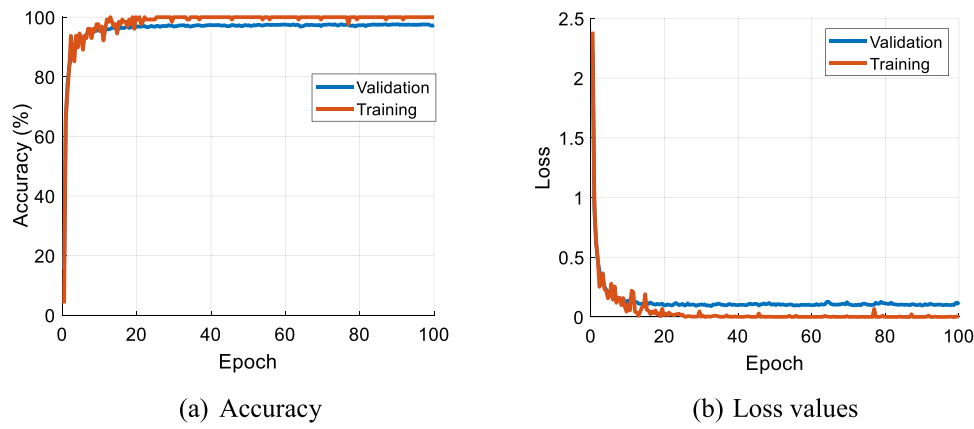 100
80
60
40
20
0
Accuracy (%)
0 20 40 60 80 100
Epoch
Validation
Training
(a) Accuracy
2.5
2
1.5
1
0.5
0
Loss
0 20 40 60 80 100
Epoch
Validation
Training
(b) Loss values